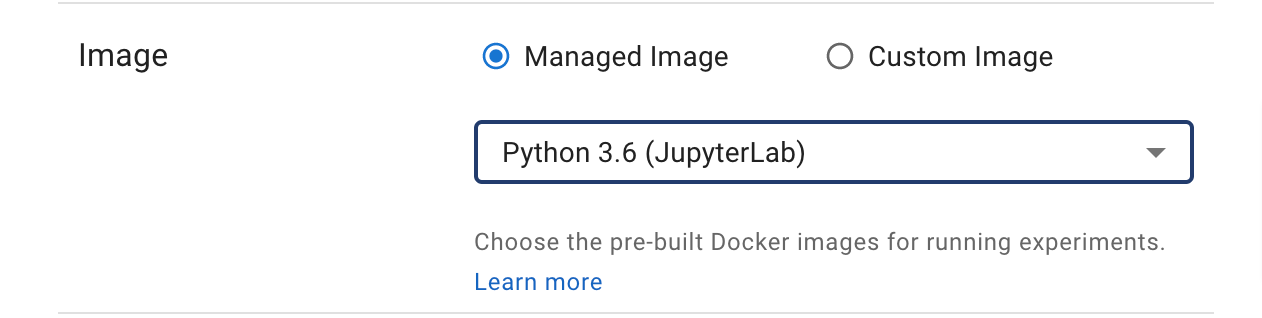 Image
Managed Image
Custom Image
Python 3.6 (JupyterLab)
Choose the pre-built Docker images for running experiments.
Learn more